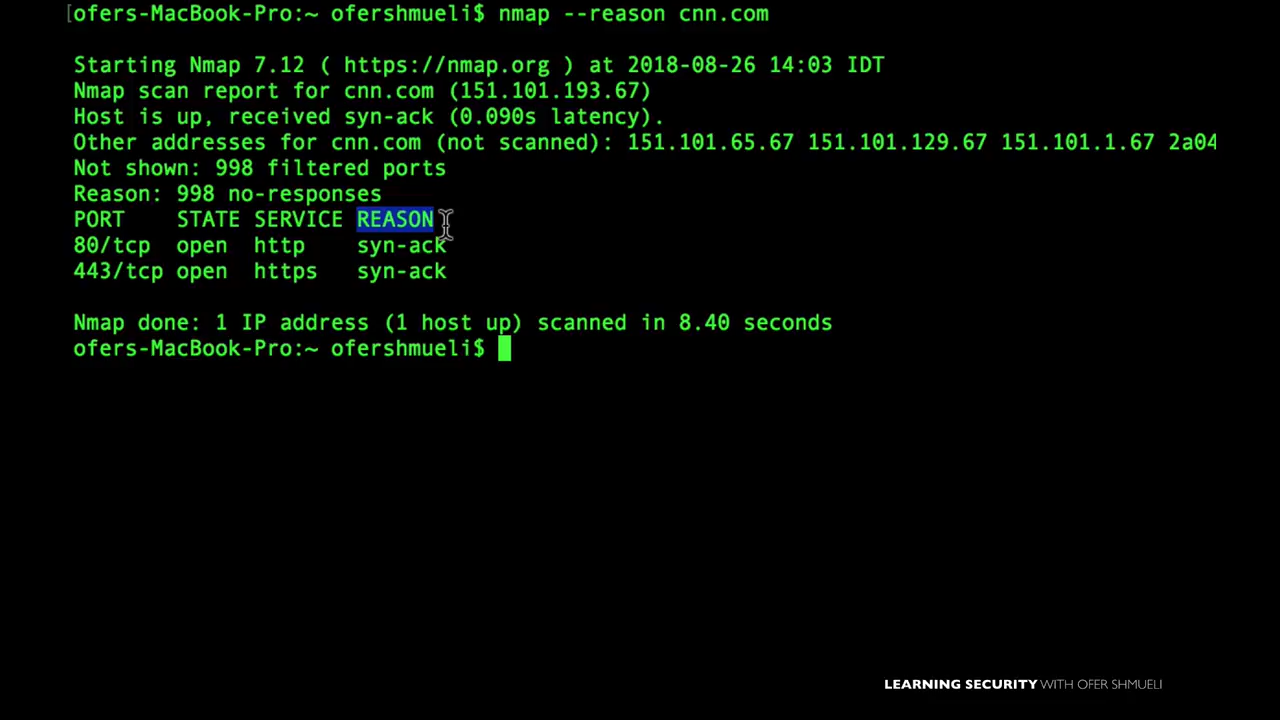 [ofers-MacBook-Pro:~ ofershmueli$ nmap --reason cnn.com
Starting Nmap 7.12 ( https://nmap.org ) at 2018-08-26 14:03 IDT
Nmap scan report for cnn.com (151.101.193.67)
Host is up, received syn-ack (0.090s latency).
Other addresses for cnn.com (not scanned): 151.101.65.67 151.101.129.67 151.101.1.67 2a04
Not shown: 998 filtered ports
Reason: 998 no-responses
PORT    STATE SERVICE REASON
80/tcp  open  http    syn-ack
443/tcp open  https   syn-ack
Nmap done: 1 IP address (1 host up) scanned in 8.40 seconds
ofers-MacBook-Pro:~ ofershmueli$
LEARNING SECURITY WITH OFER SHMUELI